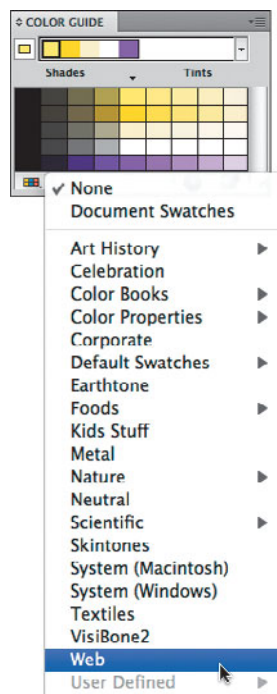 COLOR GUIDE
Shades Tints
None
Document Swatches
Art History
Celebration
Color Books
Color Properties
Corporate
Default Swatches
Earthtone
Foods
Kids Stuff
Metal
Nature
Neutral
Scientific
Skintones
System (Macintosh)
System (Windows)
Textiles
VisiBone2
Web
User Defined